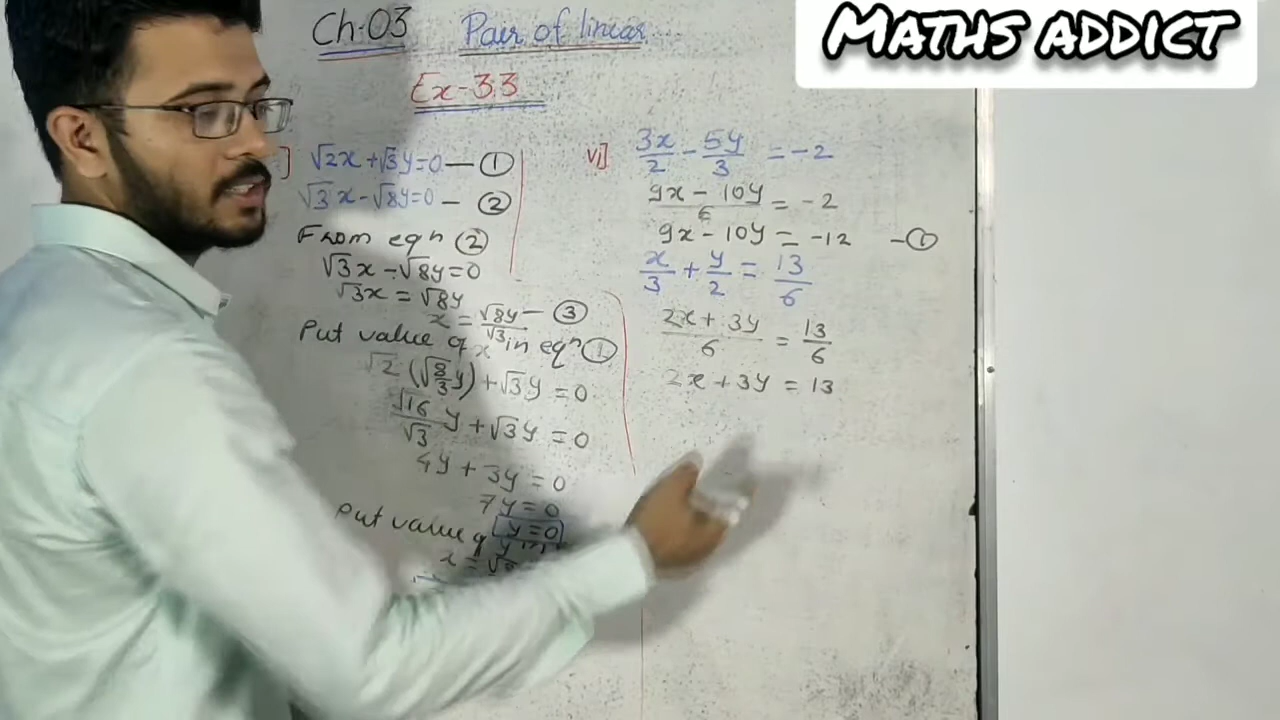 MATHS ADDICT
Ch-03 Pair of linear
Ex-3.3
] √2x+√3y=0 — ①
√3x-√8y=0 — ②
From eqn ②
√3x-√8y=0
√3x = √8y
x = √8y/√3 — ③
Put value of x in eqn ①
√2(√8/3 y)+√3y=0
√16/√3 y+√3y=0
4y+3y=0
7y=0
y=0
Put value of y in
x = √8
vi] 3x/2 - 5y/3 = -2
9x - 10y/6 = -2
9x - 10y = -12 — ①
x/3 + y/2 = 13/6
2x + 3y/6 = 13/6
2x + 3y = 13